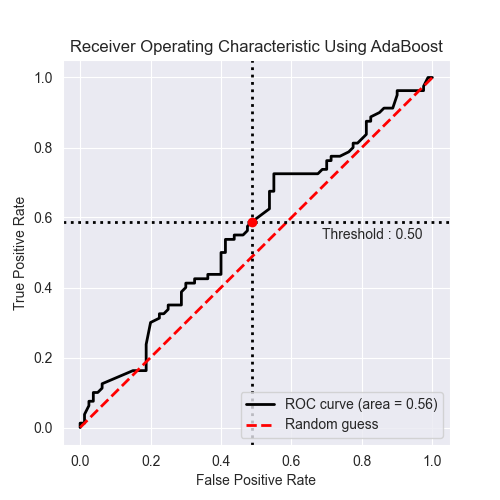 Receiver Operating Characteristic Using AdaBoost
1.0
0.8
0.6
0.4
0.2
0.0
True Positive Rate
Threshold : 0.50
ROC curve (area = 0.56)
Random guess
0.0 0.2 0.4 0.6 0.8 1.0
False Positive Rate